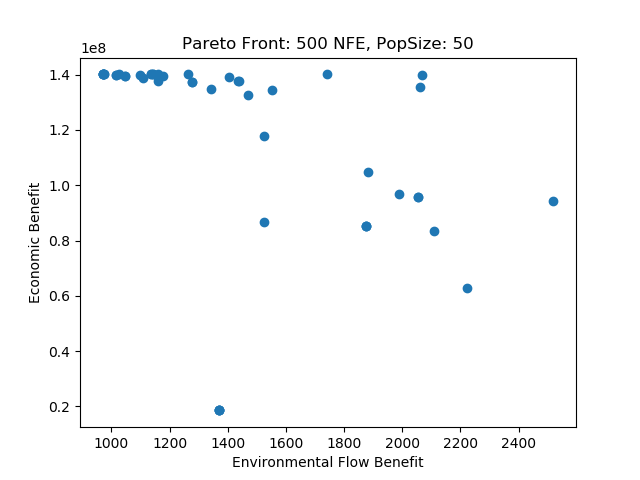 Pareto Front: 500 NFE, PopSize: 50
1e8
1.4
1.2
1.0
0.8
0.6
0.4
0.2
Economic Benefit
1000 1200 1400 1600 1800 2000 2200 2400
Environmental Flow Benefit